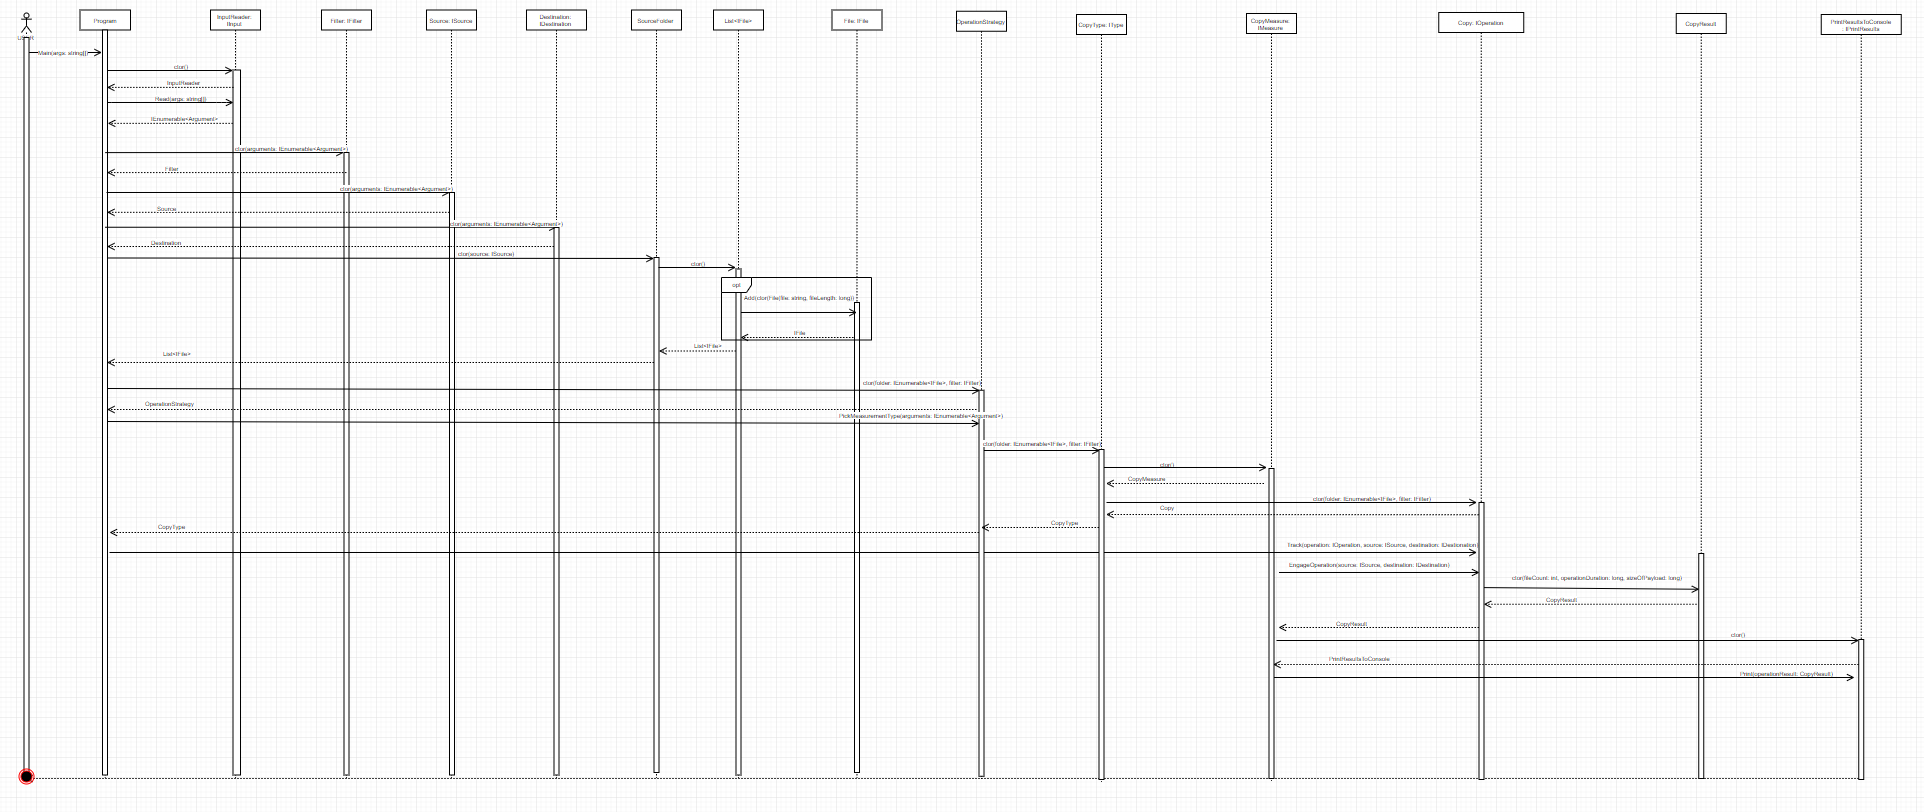 Program
InputReader:
IInput
Filter: IFilter
Source: ISource
Destination:
IDestination
SourceFolder
List<IFile>
File: IFile
OperationStrategy
CopyType: IType
CopyMeasure:
IMeasure
Copy: IOperation
CopyResult
PrintResultsToConsole
: IPrintResults
Main(args: string[])
ctor()
InputReader
Read(args: string[])
IEnumerable<Argument>
ctor(arguments: IEnumerable<Argument>)
Filter
ctor(arguments: IEnumerable<Argument>)
Source
ctor(arguments: IEnumerable<Argument>)
Destination
ctor(source: ISource)
ctor()
opt
Add(ctor(File(file: string, fileLength: long))
IFile
List<IFile>
List<IFile>
ctor(folder: IEnumerable<IFile>, filter: IFilter)
OperationStrategy
PickMeasurementType(arguments: IEnumerable<Argument>)
ctor(folder: IEnumerable<IFile>, filter: IFilter)
ctor()
CopyMeasure
ctor(folder: IEnumerable<IFile>, filter: IFilter)
Copy
CopyType
CopyType
Track(operation: IOperation, source: ISource, destination: IDestionation)
EngageOperation(source: ISource, destination: IDestination)
ctor(fileCount: int, operationDuration: long, sizeOfPayload: long)
CopyResult
CopyResult
ctor()
PrintResultsToConsole
Print(operationResult: CopyResult)